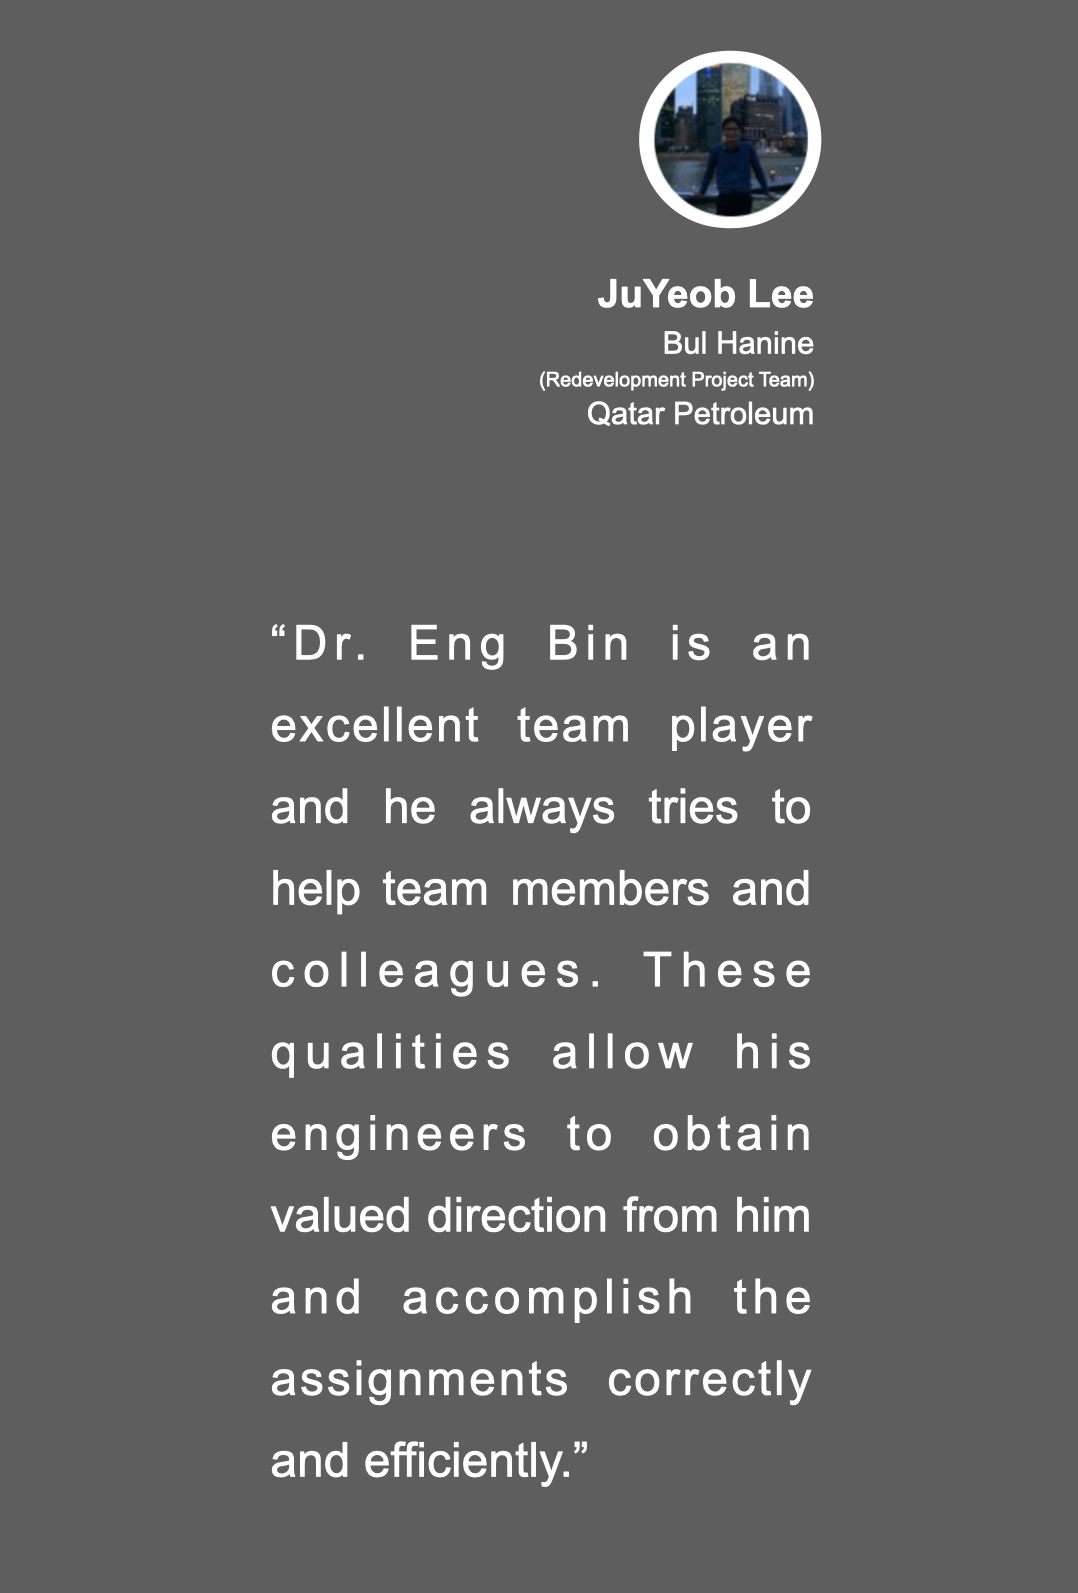 JuYeob Lee
Bul Hanine
(Redevelopment Project Team)
Qatar Petroleum
“Dr. Eng Bin is an
excellent team player
and he always tries to
help team members and
colleagues. These
qualities allow his
engineers to obtain
valued direction from him
and accomplish the
assignments correctly
and efficiently.”